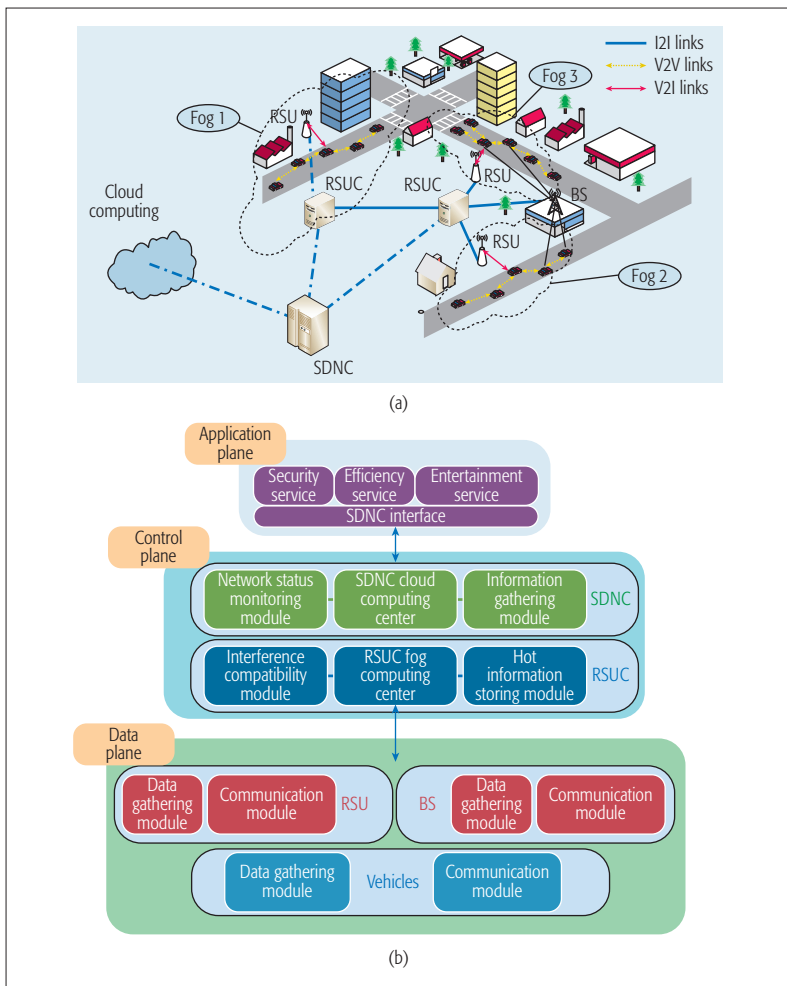 I2I links
V2V links
V2I links
Fog 3
RSU
Fog 1
RSUC
RSUC
RSU
BS
Cloud
computing
RSU
Fog 2
SDNC
(a)
Application
plane
Security
service
Efficiency
service
Entertainment
service
SDNC interface
Control
plane
Network status
monitoring
module
SDNC cloud
computing
center
Information
gathering
module
SDNC
Interference
compatibility
module
RSUC fog
computing
center
Hot
information
storing module
RSUC
Data
plane
Data
gathering
module
Communication
module
RSU
BS
Data
gathering
module
Communication
module
Data gathering
module
Vehicles
Communication
module
(b)